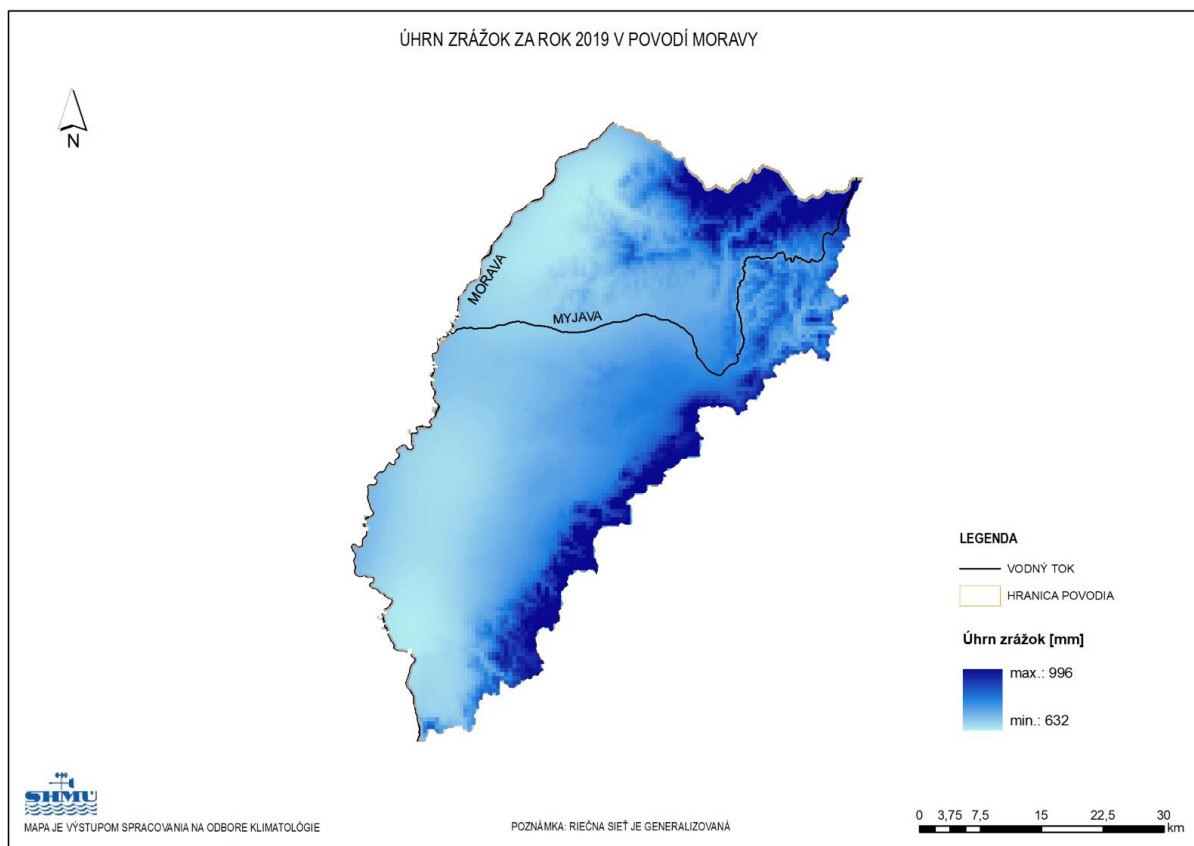 ÚHRN ZRÁŽOK ZA ROK 2019 V POVODÍ MORAVY
N
MORAVA
MYJAVA
LEGENDA
VODNÝ TOK
HRANICA POVODIA
Úhrn zrážok [mm]
max.: 996
min.: 632
SHMÚ
MAPA JE VÝSTUPOM SPRACOVANIA NA ODBORE KLIMATOLÓGIE
POZNÁMKA: RIEČNA SIEŤ JE GENERALIZOVANÁ
0 3,75 7,5 15 22,5 30
km